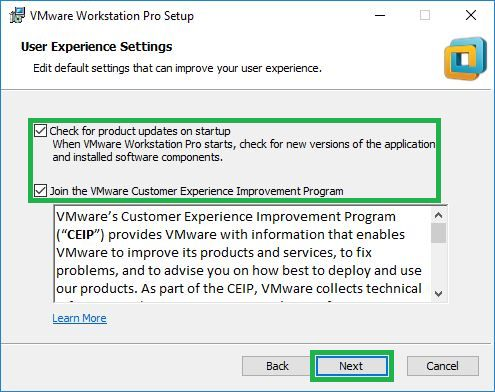 VMware Workstation Pro Setup
User Experience Settings
Edit default settings that can improve your user experience.
Check for product updates on startup
When VMware Workstation Pro starts, check for new versions of the application
and installed software components.
Join the VMware Customer Experience Improvement Program
VMware's Customer Experience Improvement Program
("CEIP") provides VMware with information that enables
VMware to improve its products and services, to fix
problems, and to advise you on how best to deploy and use
our products. As part of the CEIP, VMware collects technical
Learn More
Back
Next
Cancel